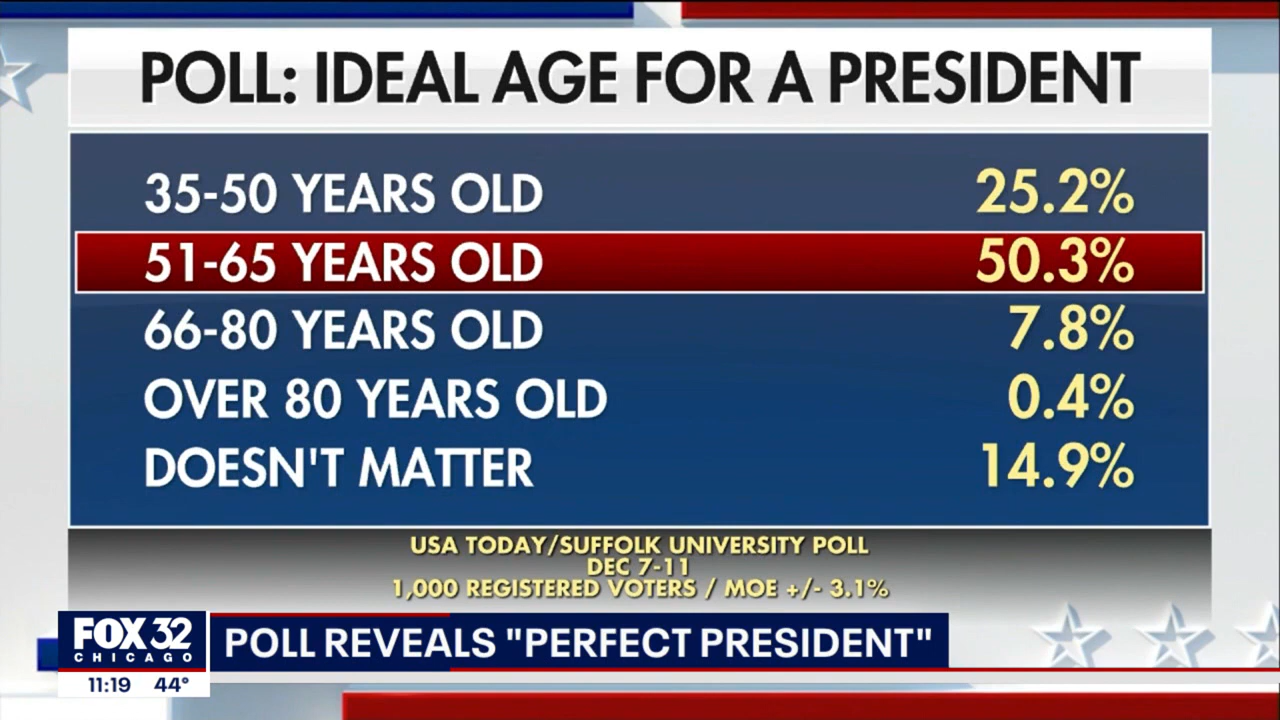 POLL: IDEAL AGE FOR A PRESIDENT
35-50 YEARS OLD 25.2%
51-65 YEARS OLD 50.3%
66-80 YEARS OLD 7.8%
OVER 80 YEARS OLD 0.4%
DOESN'T MATTER 14.9%
USA TODAY/SUFFOLK UNIVERSITY POLL
DEC 7-11
1,000 REGISTERED VOTERS / MOE +/- 3.1%
FOX 32
CHICAGO
POLL REVEALS "PERFECT PRESIDENT"
11:19 44°